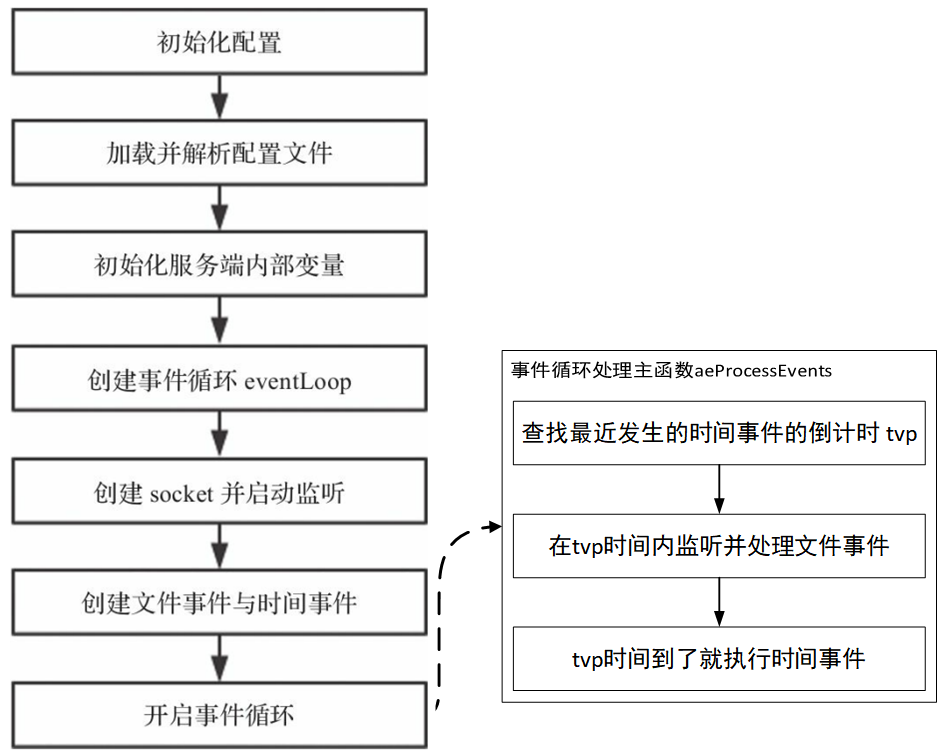 初始化配置
加载并解析配置文件
初始化服务端内部变量
创建事件循环 eventLoop
创建 socket 并启动监听
创建文件事件与时间事件
开启事件循环
事件循环处理主函数aeProcessEvents
查找最近发生的时间事件的倒计时 tvp
在tvp时间内监听并处理文件事件
tvp时间到了就执行时间事件